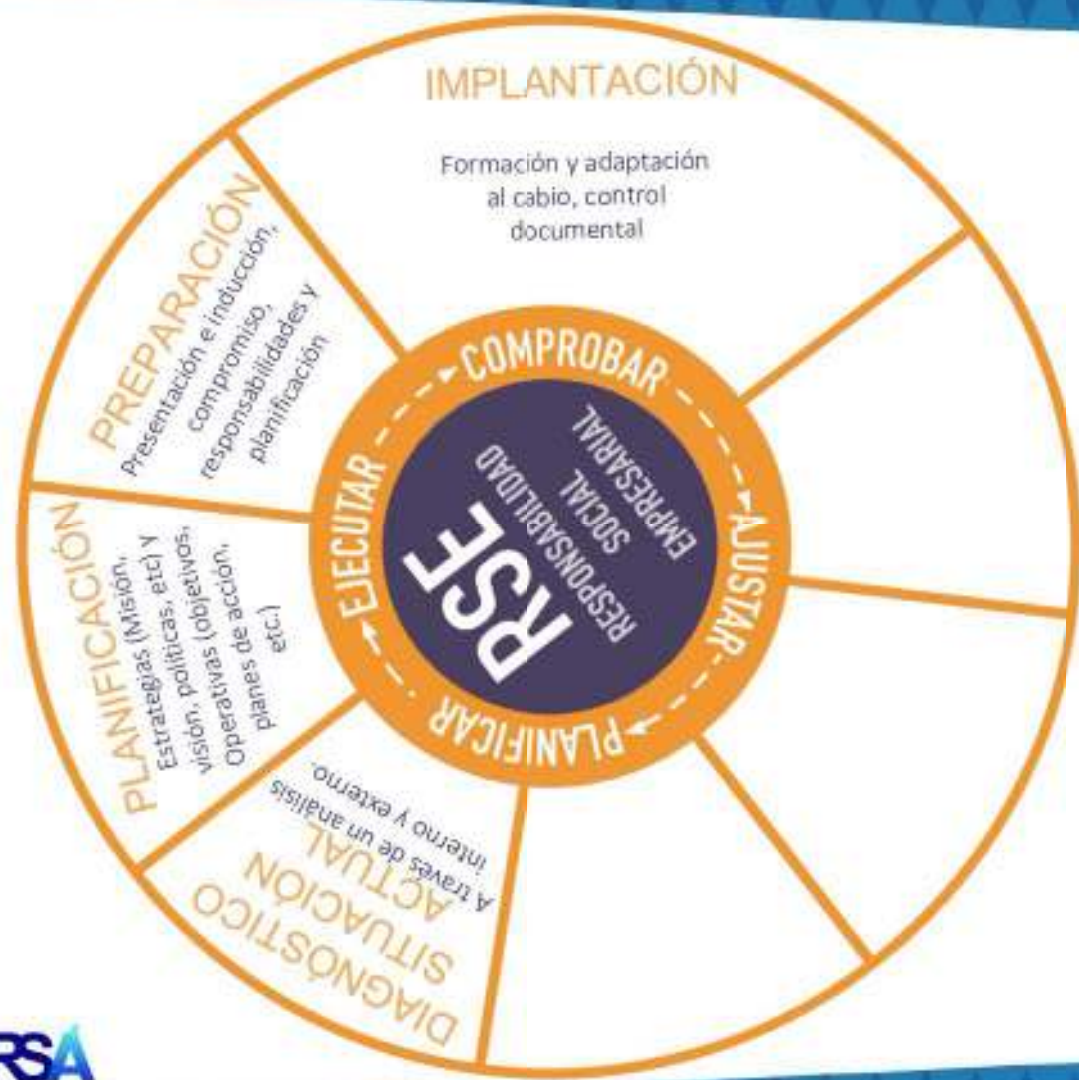 IMPLANTACIÓN
Formación y adaptación
al cabio, control
documental
PREPARACIÓN
Presentación e inducción,
compromiso,
responsabilidades y
planificación
PLANIFICACIÓN
Estrategias (Misión,
visión, políticas, etc) y
Operativas (objetivos,
planes de acción,
etc.)
DIAGNÓSTICO
SITUACIÓN
ACTUAL
A través de un análisis
interno y externo.
PLANIFICAR
EJECUTAR
COMPROBAR
AJUSTAR
RSE
RESPONSABILIDAD
SOCIAL
EMPRESARIAL
RSA